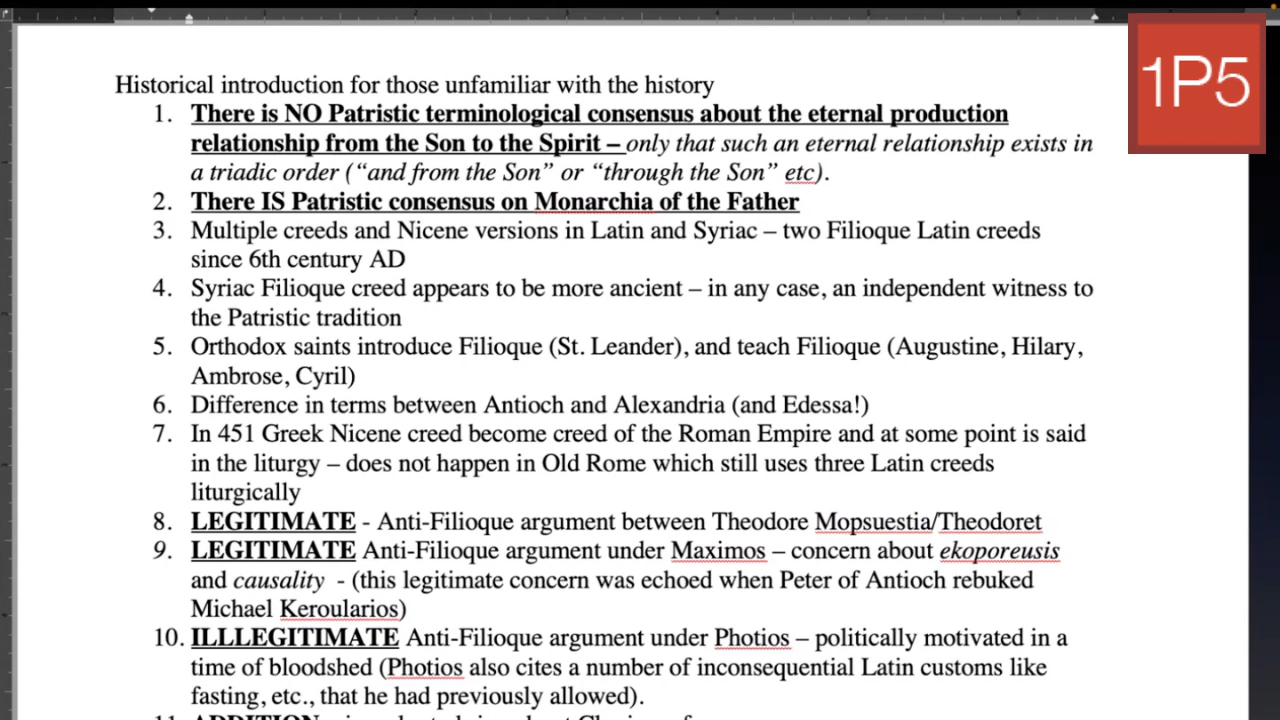 1P5
Historical introduction for those unfamiliar with the history
1. There is NO Patristic terminological consensus about the eternal production
relationship from the Son to the Spirit – only that such an eternal relationship exists in
a triadic order (“and from the Son” or “through the Son” etc).
2. There IS Patristic consensus on Monarchia of the Father
3. Multiple creeds and Nicene versions in Latin and Syriac – two Filioque Latin creeds
since 6th century AD
4. Syriac Filioque creed appears to be more ancient – in any case, an independent witness to
the Patristic tradition
5. Orthodox saints introduce Filioque (St. Leander), and teach Filioque (Augustine, Hilary,
Ambrose, Cyril)
6. Difference in terms between Antioch and Alexandria (and Edessa!)
7. In 451 Greek Nicene creed become creed of the Roman Empire and at some point is said
in the liturgy – does not happen in Old Rome which still uses three Latin creeds
liturgically
8. LEGITIMATE - Anti-Filioque argument between Theodore Mopsuestia/Theodoret
9. LEGITIMATE Anti-Filioque argument under Maximos – concern about ekoporeusis
and causality - (this legitimate concern was echoed when Peter of Antioch rebuked
Michael Keroularios)
10. ILLLEGITIMATE Anti-Filioque argument under Photios – politically motivated in a
time of bloodshed (Photios also cites a number of inconsequential Latin customs like
fasting, etc., that he had previously allowed).
11. ADDITION